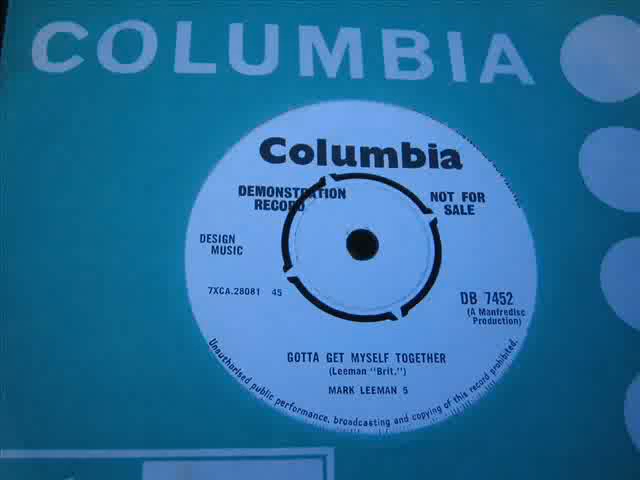 COLUMBIA
Columbia
DEMONSTRATION
RECORD
NOT FOR
SALE
DESIGN
MUSIC
7XCA.28081 45
DB 7452
(A Manfredisc
Production)
GOTTA GET MYSELF TOGETHER
(Leeman "Brit.")
MARK LEEMAN 5
Unauthorised public performance, broadcasting and copying of this record prohibited.